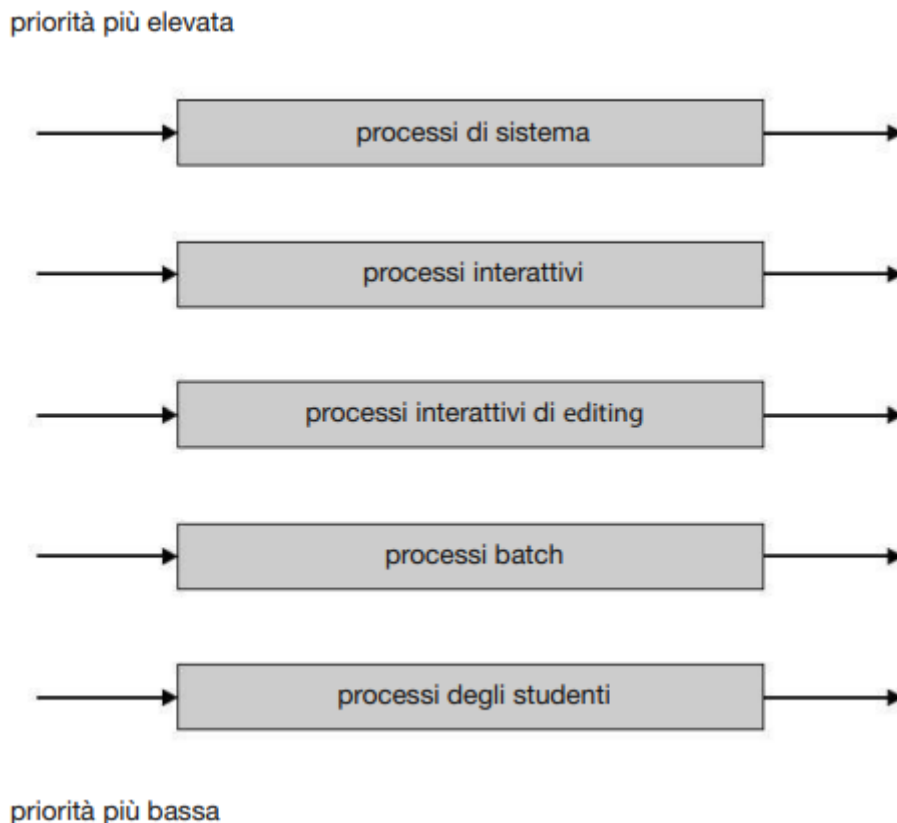 priorità più elevata
processi di sistema
processi interattivi
processi interattivi di editing
processi batch
processi degli studenti
priorità più bassa